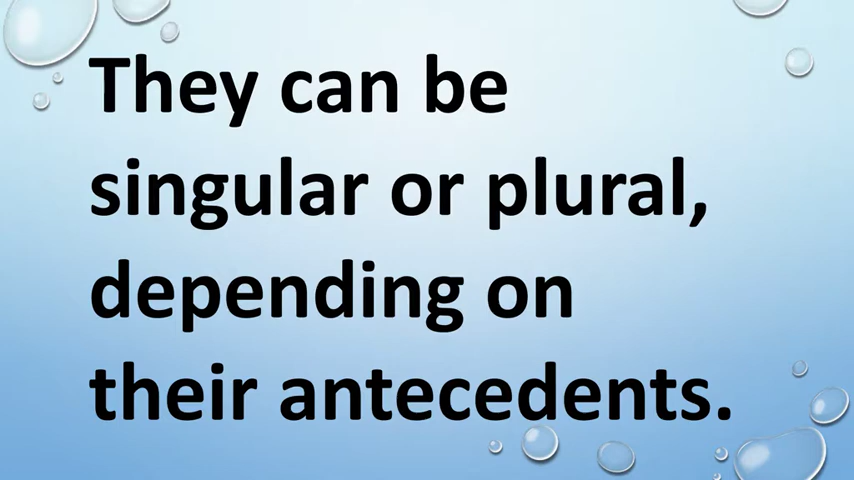 They can be
singular or plural,
depending on
their antecedents.